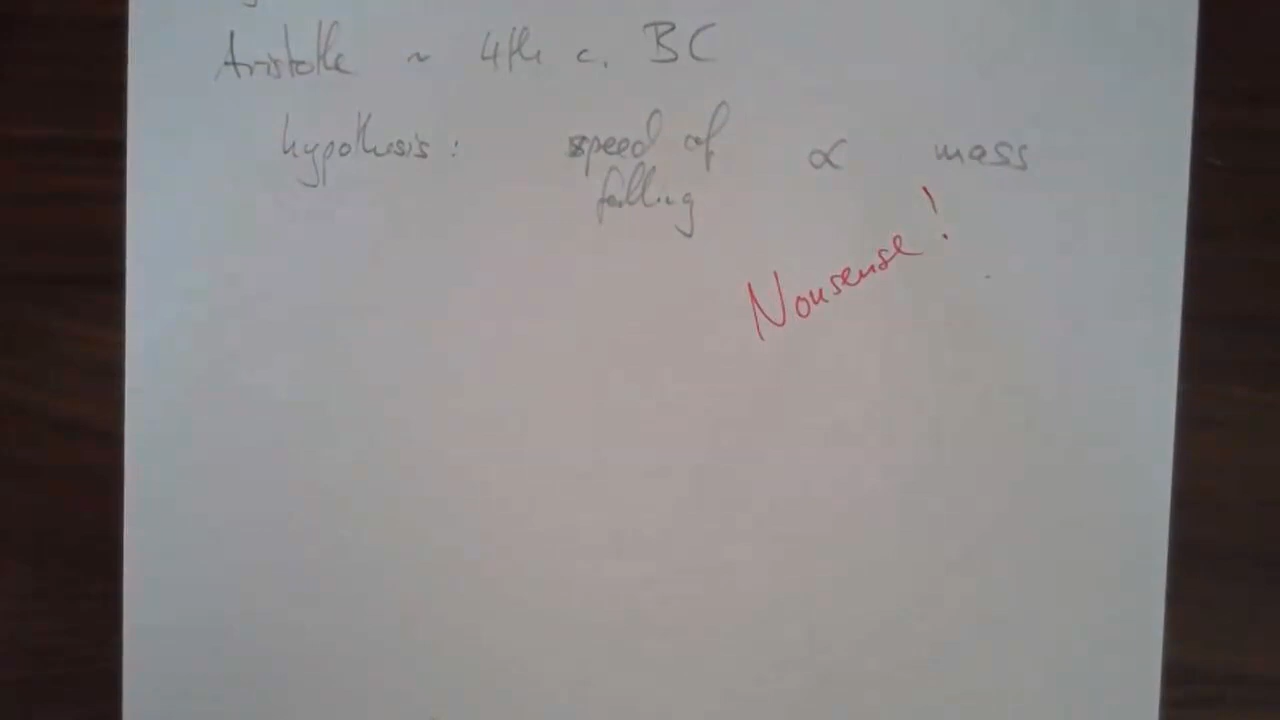 Aristotle ~ 4th c. BC
hypothesis : speed of falling ∝ mass
Nonsense !